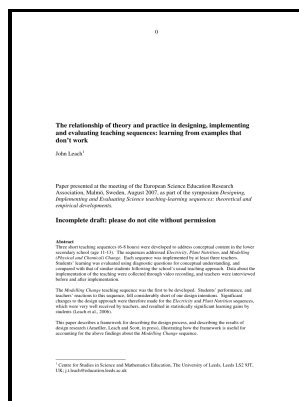 0
The relationship of theory and practice in designing, implementing
and evaluating teaching sequences: learning from examples that
don't work
John Leach¹
Paper presented at the meeting of the European Science Education Research
Association, Malmö, Sweden, August 2007, as part of the symposium Designing,
Implementing and Evaluating Science teaching-learning sequences: theoretical and
empirical developments.
Incomplete draft: please do not cite without permission
Abstract
Three short teaching sequences (6-8 hours) were developed to address conceptual content in the lower
secondary school (age 11-13). The sequences addressed Electricity, Plant Nutrition, and Modelling
(Physical and Chemical) Change. Each sequence was implemented by at least three teachers.
Students' learning was evaluated using diagnostic questions for conceptual understanding, and
compared with that of similar students following the school's usual teaching approach. Data about the
implementation of the teaching were collected through video recording, and teachers were interviewed
before and after implementation.
The Modelling Change teaching sequence was the first to be developed. Students' performance, and
teachers' reactions to this sequence, fell considerably short of our design intentions. Significant
changes to the design approach were therefore made for the Electricity and Plant Nutrition sequences,
which were very well received by teachers, and resulted in statistically significant learning gains by
students (Leach et al., 2006).
This paper describes a framework for describing the design process, and describing the results of
design research (Ametller, Leach and Scott, in press), illustrating how the framework is useful for
accounting for the above findings about the Modelling Change sequence.
¹ Centre for Studies in Science and Mathematics Education, The University of Leeds, Leeds LS2 9JT,
UK; j.t.leach@education.leeds.ac.uk